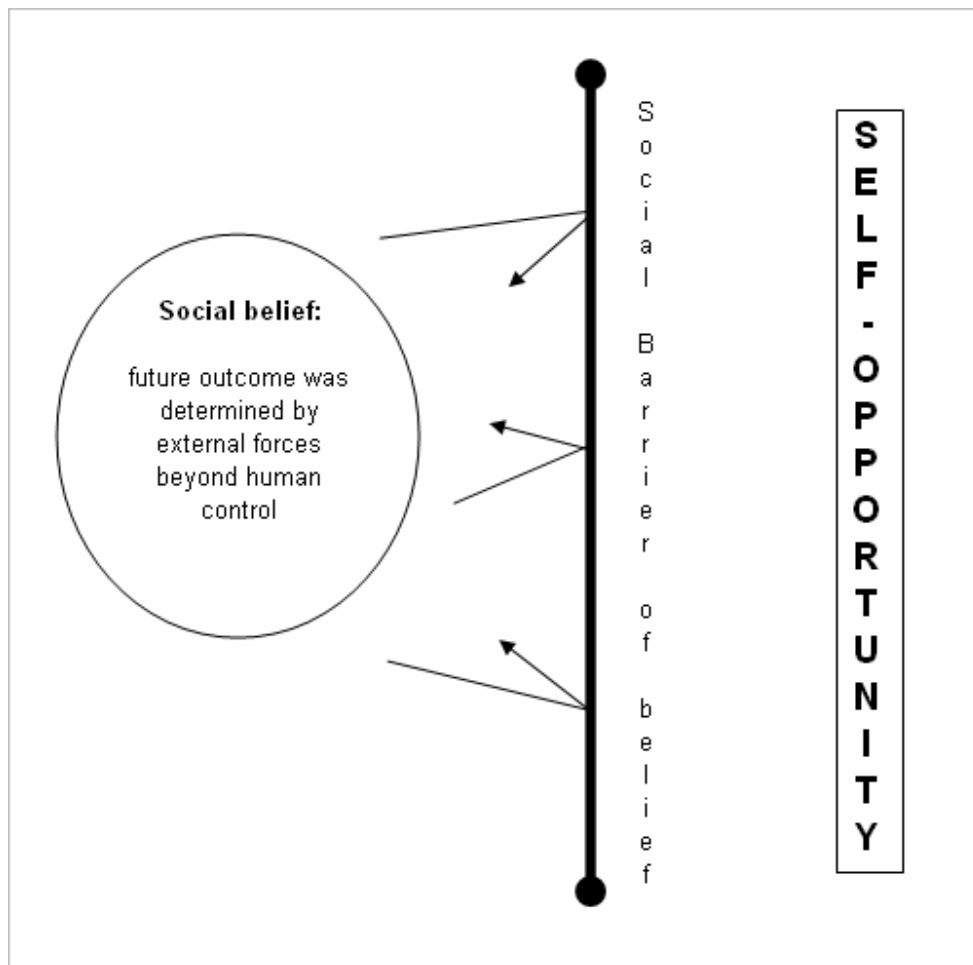 Social belief:
future outcome was
determined by
external forces
beyond human
control
Social Barrier of belief
SELF-OPPORTUNITY